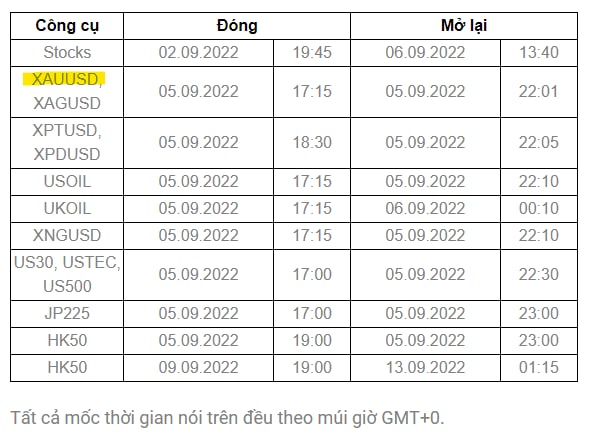 Công cụ Đóng Mở lại
Stocks 02.09.2022 19:45 06.09.2022 13:40
XAUUSD,
XAGUSD 05.09.2022 17:15 05.09.2022 22:01
XPTUSD,
XPDUSD 05.09.2022 18:30 05.09.2022 22:05
USOIL 05.09.2022 17:15 05.09.2022 22:10
UKOIL 05.09.2022 17:15 06.09.2022 00:10
XNGUSD 05.09.2022 17:15 05.09.2022 22:10
US30, USTEC,
US500 05.09.2022 17:00 05.09.2022 22:30
JP225 05.09.2022 17:00 05.09.2022 23:00
HK50 05.09.2022 19:00 05.09.2022 23:00
HK50 09.09.2022 19:00 13.09.2022 01:15
Tất cả mốc thời gian nói trên đều theo múi giờ GMT+0.